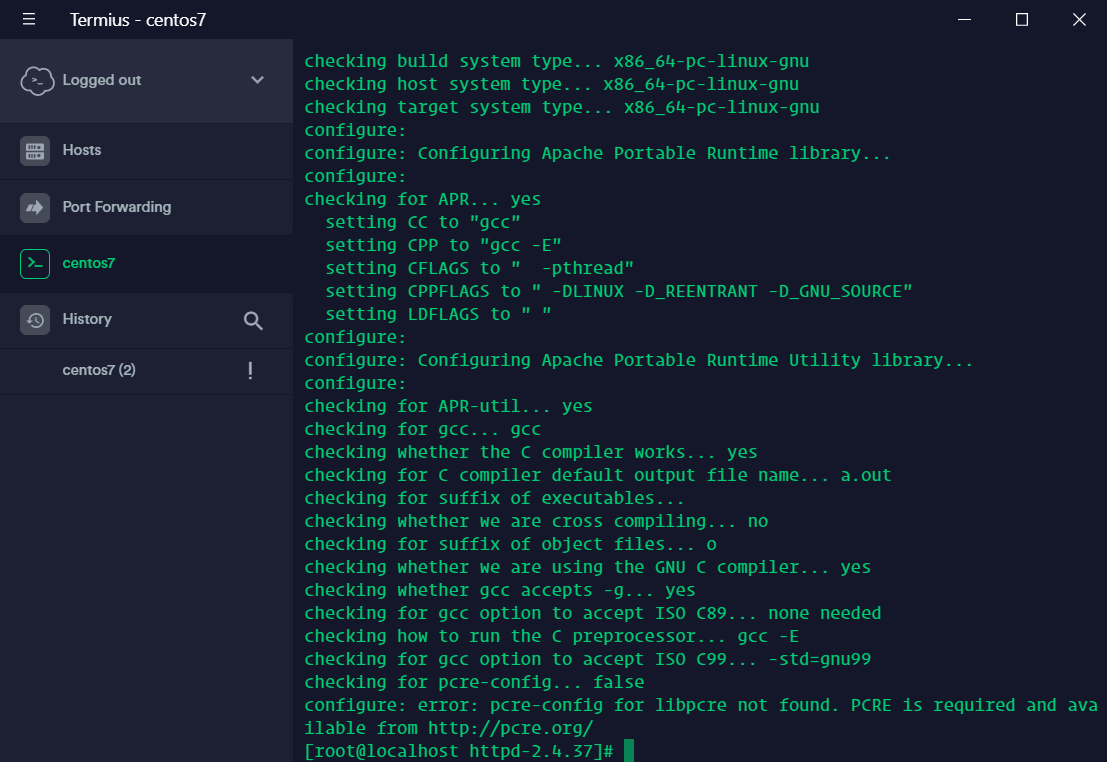 Termius - centos7
Logged out
Hosts
Port Forwarding
centos7
History
centos7 (2)
checking build system type... x86_64-pc-linux-gnu
checking host system type... x86_64-pc-linux-gnu
checking target system type... x86_64-pc-linux-gnu
configure:
configure: Configuring Apache Portable Runtime library...
configure:
checking for APR... yes
  setting CC to "gcc"
  setting CPP to "gcc -E"
  setting CFLAGS to "  -pthread"
  setting CPPFLAGS to " -DLINUX -D_REENTRANT -D_GNU_SOURCE"
  setting LDFLAGS to " "
configure:
configure: Configuring Apache Portable Runtime Utility library...
configure:
checking for APR-util... yes
checking for gcc... gcc
checking whether the C compiler works... yes
checking for C compiler default output file name... a.out
checking for suffix of executables...
checking whether we are cross compiling... no
checking for suffix of object files... o
checking whether we are using the GNU C compiler... yes
checking whether gcc accepts -g... yes
checking for gcc option to accept ISO C89... none needed
checking how to run the C preprocessor... gcc -E
checking for gcc option to accept ISO C99... -std=gnu99
checking for pcre-config... false
configure: error: pcre-config for libpcre not found. PCRE is required and ava
ilable from http://pcre.org/
[root@localhost httpd-2.4.37]#